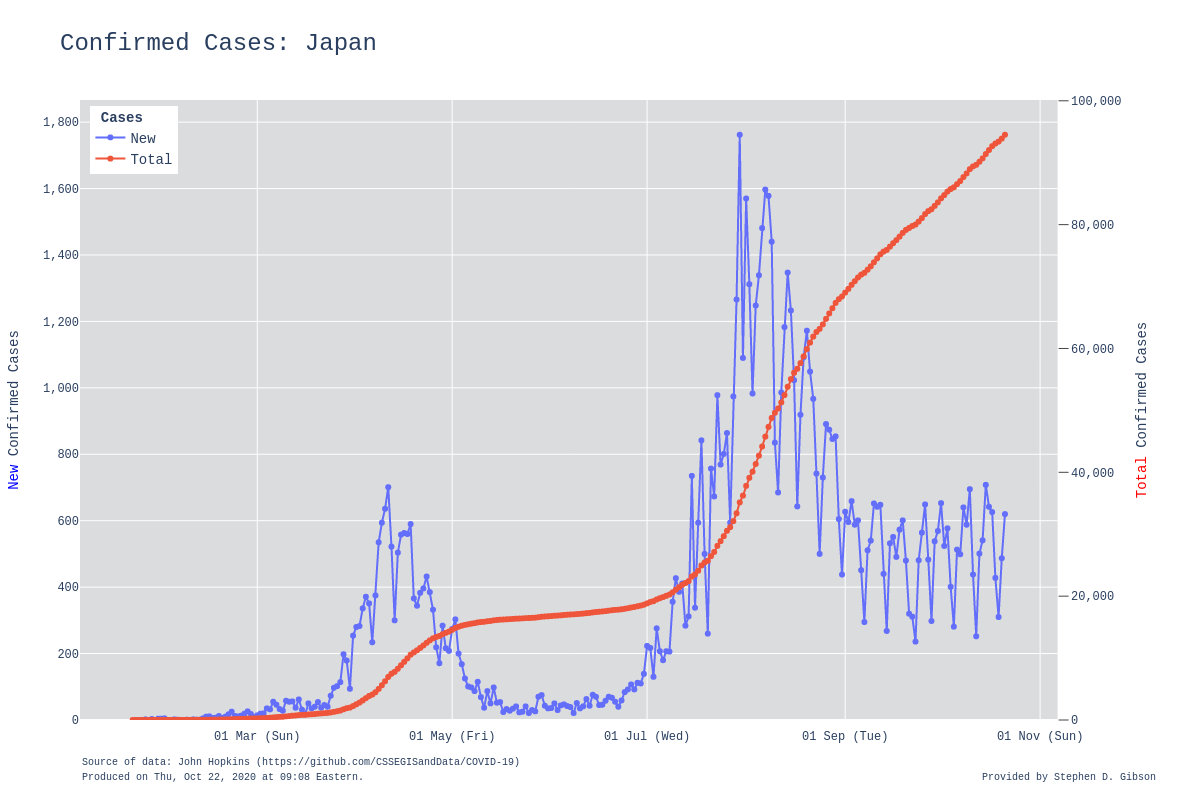 Confirmed Cases: Japan
Cases
New
Total
1,800
1,600
1,400
1,200
1,000
800
600
400
200
0
New Confirmed Cases
100,000
80,000
60,000
40,000
20,000
0
Total Confirmed Cases
01 Mar (Sun)
01 May (Fri)
01 Jul (Wed)
01 Sep (Tue)
01 Nov (Sun)
Source of data: John Hopkins (https://github.com/CSSEGISandData/COVID-19)
Produced on Thu, Oct 22, 2020 at 09:08 Eastern.
Provided by Stephen D. Gibson